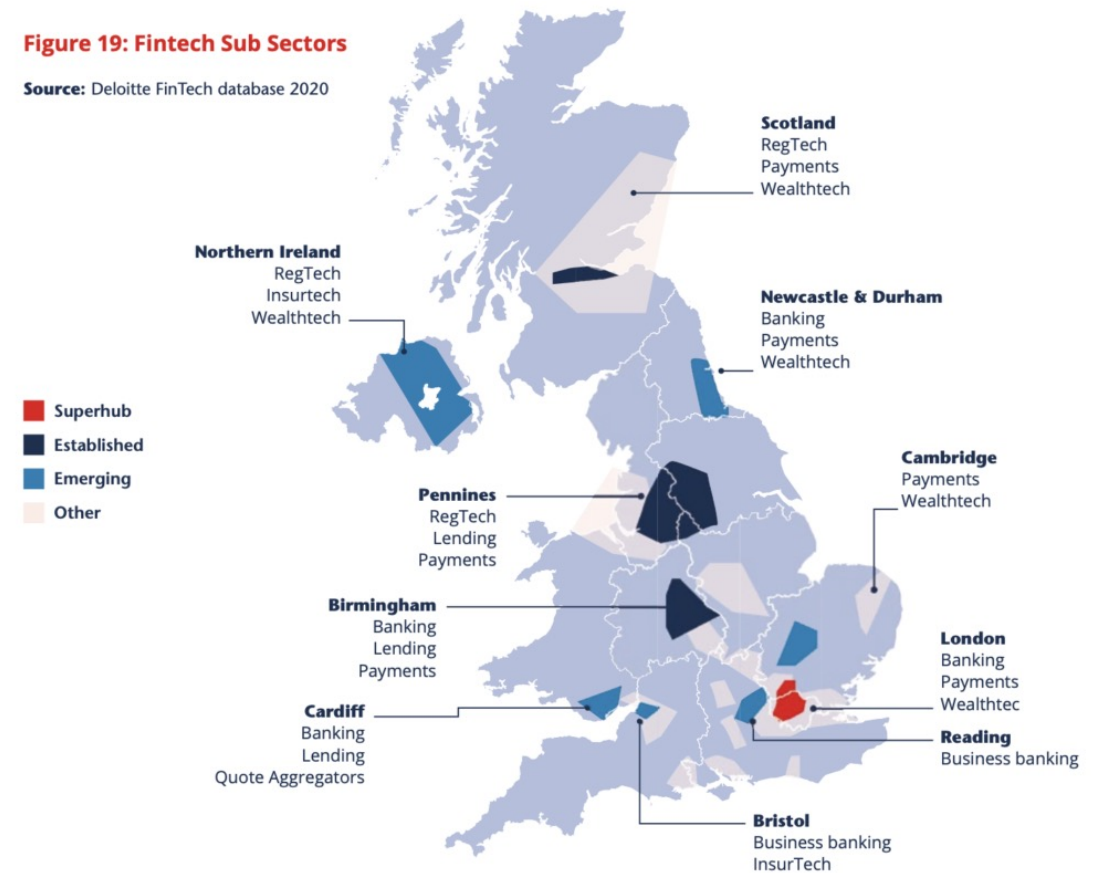 Figure 19: Fintech Sub Sectors
Source: Deloitte FinTech database 2020
Scotland
RegTech
Payments
Wealthtech
Northern Ireland
RegTech
Insurtech
Wealthtech
Newcastle & Durham
Banking
Payments
Wealthtech
Superhub
Established
Emerging
Other
Cambridge
Payments
Wealthtech
Pennines
RegTech
Lending
Payments
Birmingham
Banking
Lending
Payments
London
Banking
Payments
Wealthtec
Cardiff
Banking
Lending
Quote Aggregators
Reading
Business banking
Bristol
Business banking
InsurTech